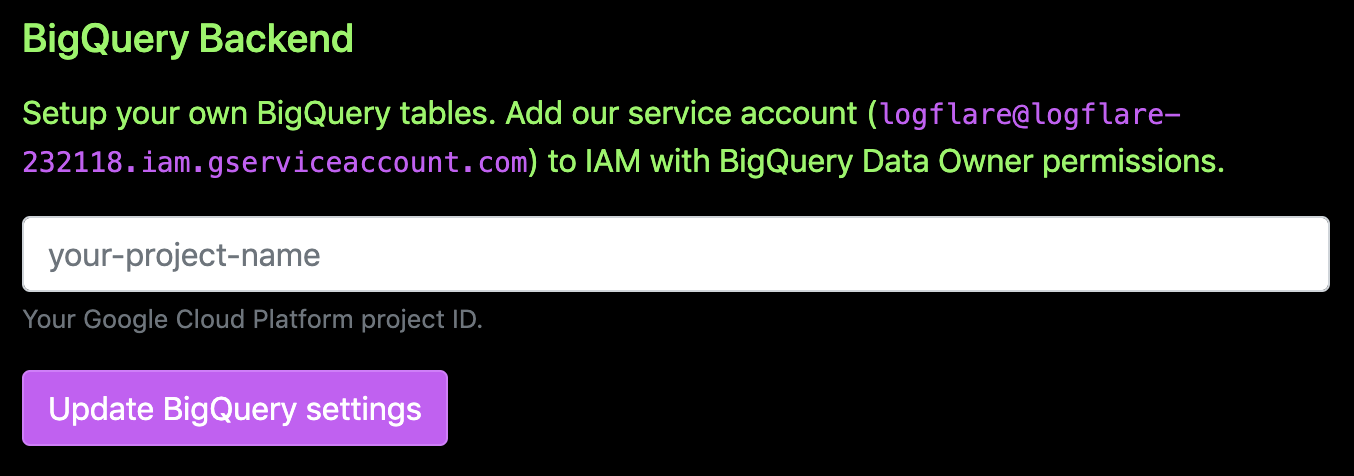 BigQuery Backend
Setup your own BigQuery tables. Add our service account (logflare@logflare-
232118.iam.gserviceaccount.com) to IAM with BigQuery Data Owner permissions.
your-project-name
Your Google Cloud Platform project ID.
Update BigQuery settings